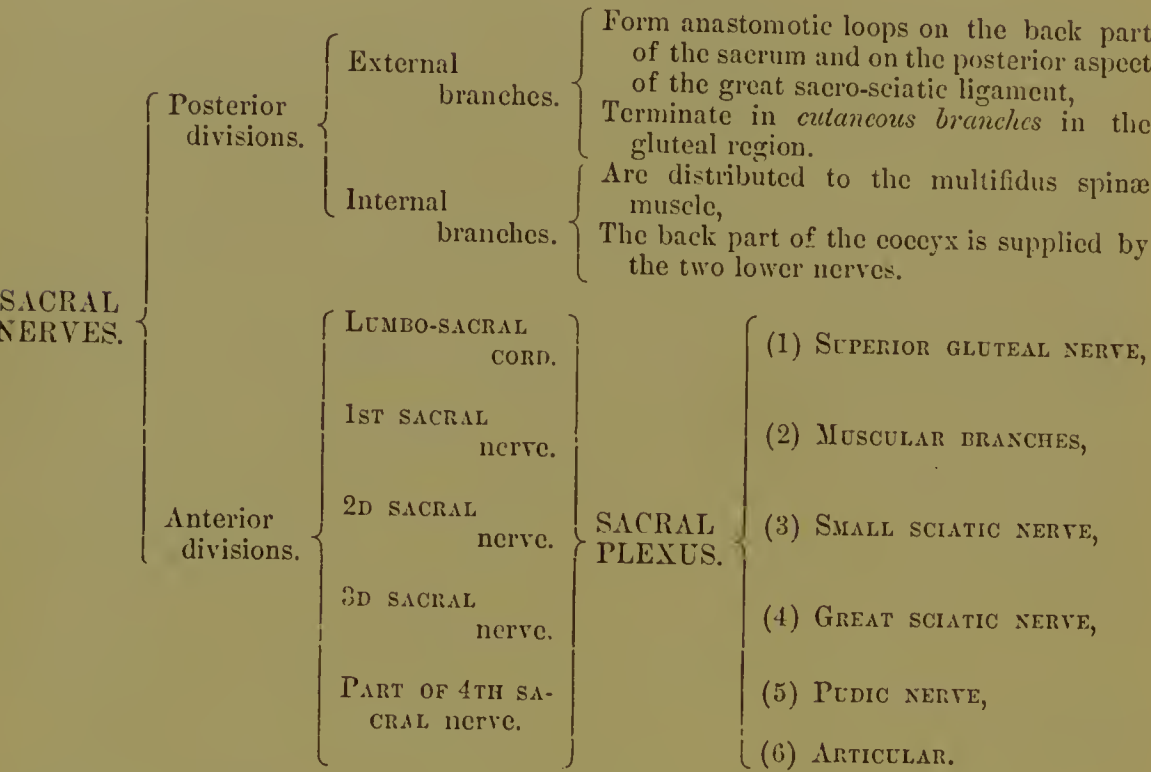 SACRAL
NERVES.
Posterior
divisions.
External
branches.
Form anastomotic loops on the back part
of the sacrum and on the posterior aspect
of the great sacro-sciatic ligament,
Terminate in cutaneous branches in the
gluteal region.
Internal
branches.
Are distributed to the multifidus spinæ
muscle,
The back part of the coccyx is supplied by
the two lower nerves.
Anterior
divisions.
LUMBO-SACRAL
CORD.
1ST SACRAL
nerve.
2D SACRAL
nerve.
3D SACRAL
nerve.
PART OF 4TH SA-
CRAL nerve.
SACRAL
PLEXUS.
(1) SUPERIOR GLUTEAL NERVE,
(2) MUSCULAR BRANCHES,
(3) SMALL SCIATIC NERVE,
(4) GREAT SCIATIC NERVE,
(5) PUDIC NERVE,
(6) ARTICULAR.